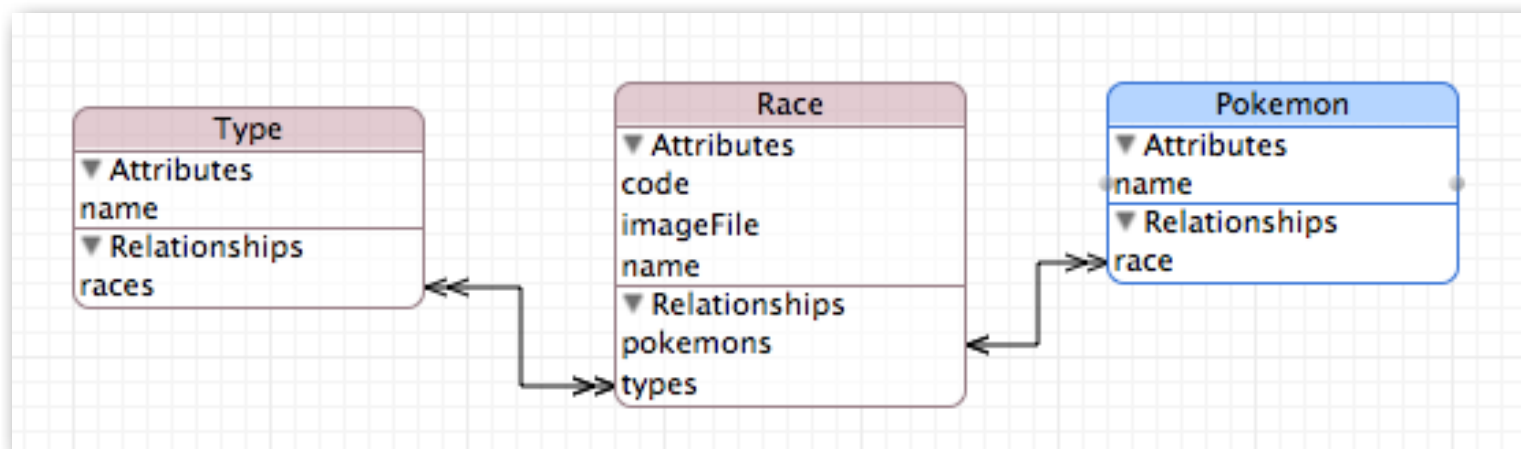 Type
▼ Attributes
name
▼ Relationships
races
Race
▼ Attributes
code
imageFile
name
▼ Relationships
pokemons
types
Pokemon
▼ Attributes
name
▼ Relationships
race